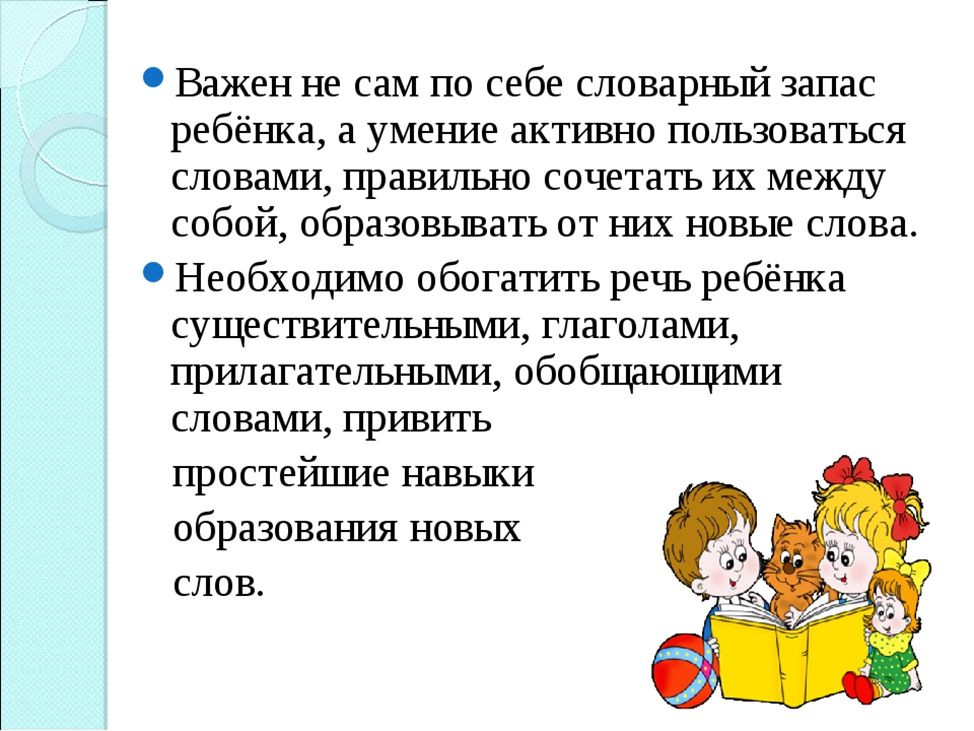 Важен не сам по себе словарный запас
ребёнка, а умение активно пользоваться
словами, правильно сочетать их между
собой, образовывать от них новые слова.
Необходимо обогатить речь ребёнка
существительными, глаголами,
прилагательными, обобщающими
словами, привить
простейшие навыки
образования новых
слов.